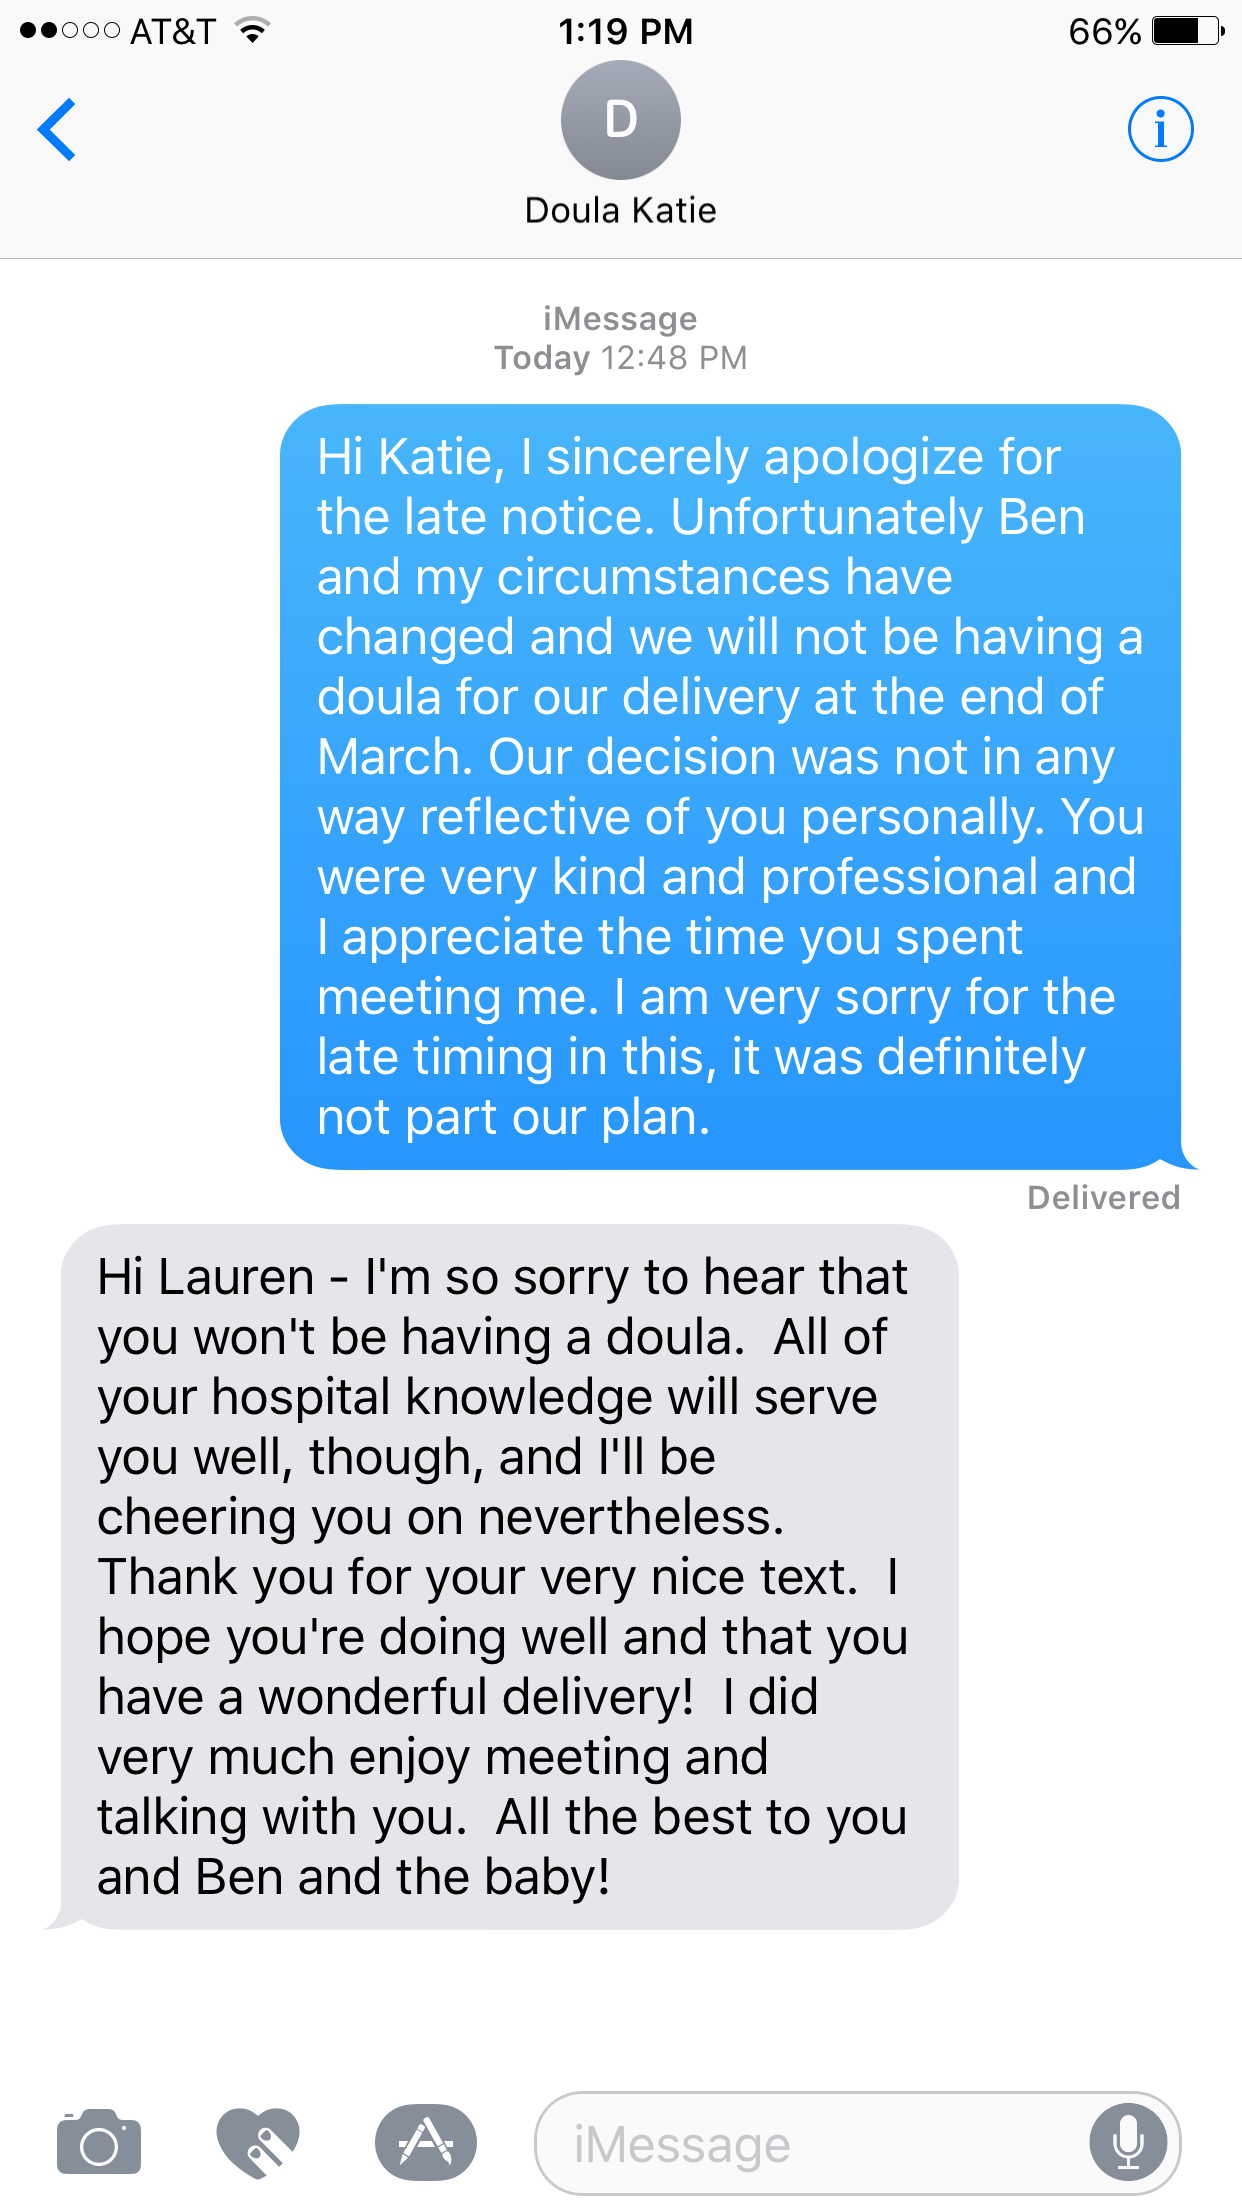 AT&T 1:19 PM 66%
D
i
Doula Katie
iMessage
Today 12:48 PM
Hi Katie, I sincerely apologize for
the late notice. Unfortunately Ben
and my circumstances have
changed and we will not be having a
doula for our delivery at the end of
March. Our decision was not in any
way reflective of you personally. You
were very kind and professional and
I appreciate the time you spent
meeting me. I am very sorry for the
late timing in this, it was definitely
not part our plan.
Delivered
Hi Lauren - I'm so sorry to hear that
you won't be having a doula.  All of
your hospital knowledge will serve
you well, though, and I'll be
cheering you on nevertheless.
Thank you for your very nice text.  I
hope you're doing well and that you
have a wonderful delivery!  I did
very much enjoy meeting and
talking with you.  All the best to you
and Ben and the baby!
iMessage